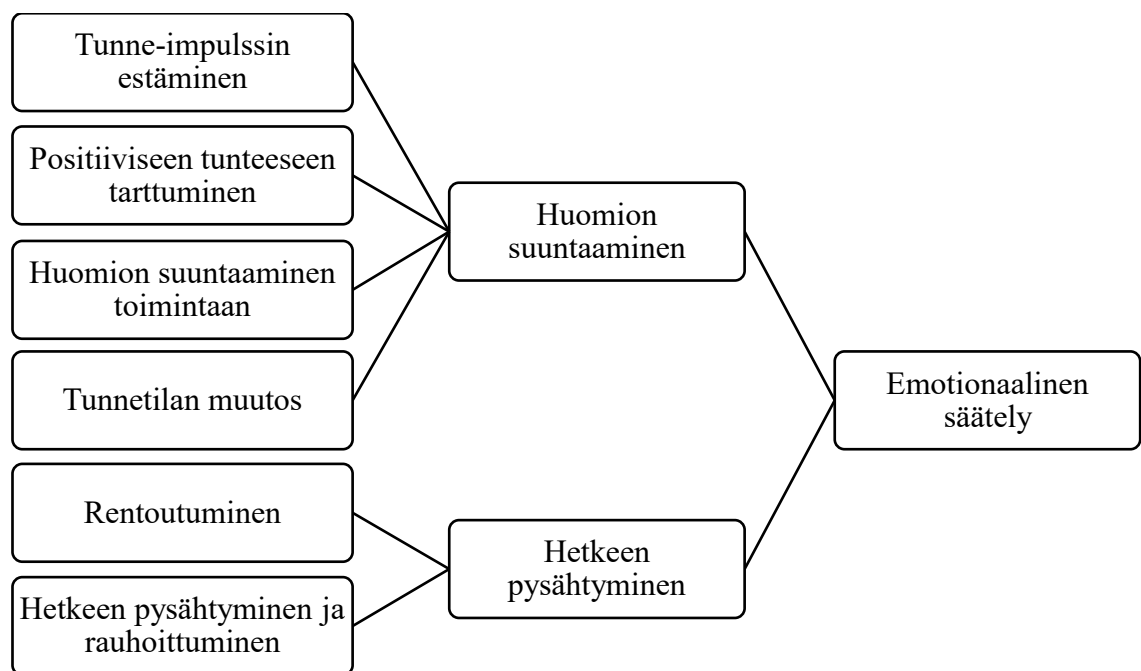 Tunne-impulssin
estäminen
Positiiviseen tunteeseen
tarttuminen
Huomion suuntaaminen
toimintaan
Tunnetilan muutos
Rentoutuminen
Hetkeen pysähtyminen ja
rauhoittuminen
Huomion
suuntaaminen
Hetkeen
pysähtyminen
Emotionaalinen
säätely